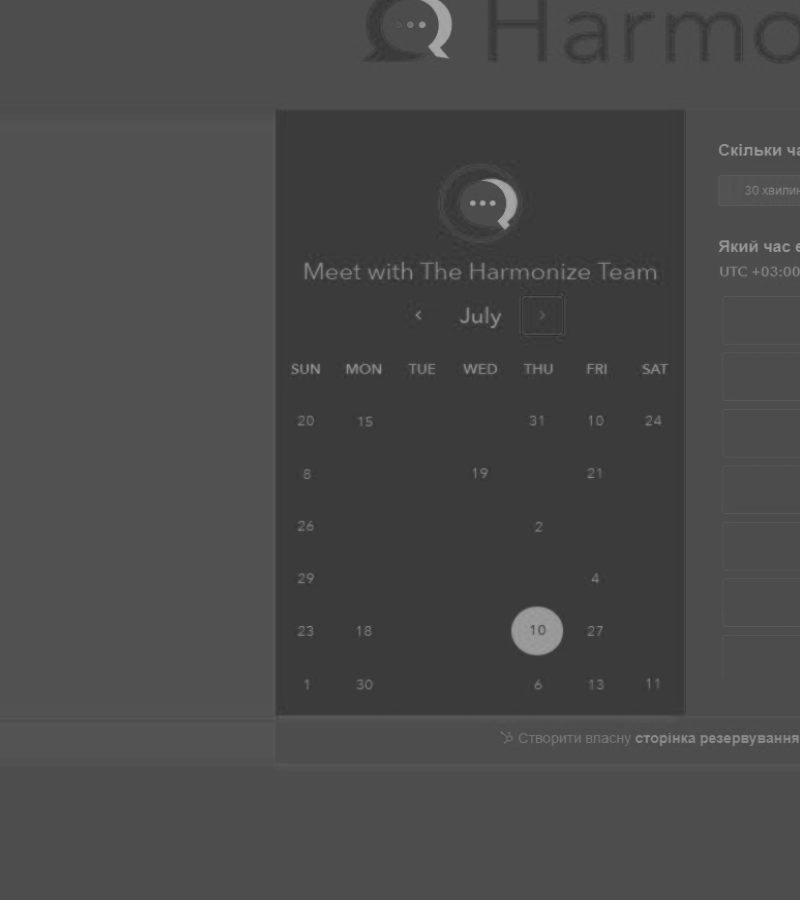 Harmo
Meet with The Harmonize Team
‹ July ›
SUN MON TUE WED THU FRI SAT
20 15 31 10 24
8 19 21
26 2
29 4
23 18 10 27
1 30 6 13 11
Скільки ча
30 хвилин
Який час є
UTC +03:00
Створити власну сторінка резервування